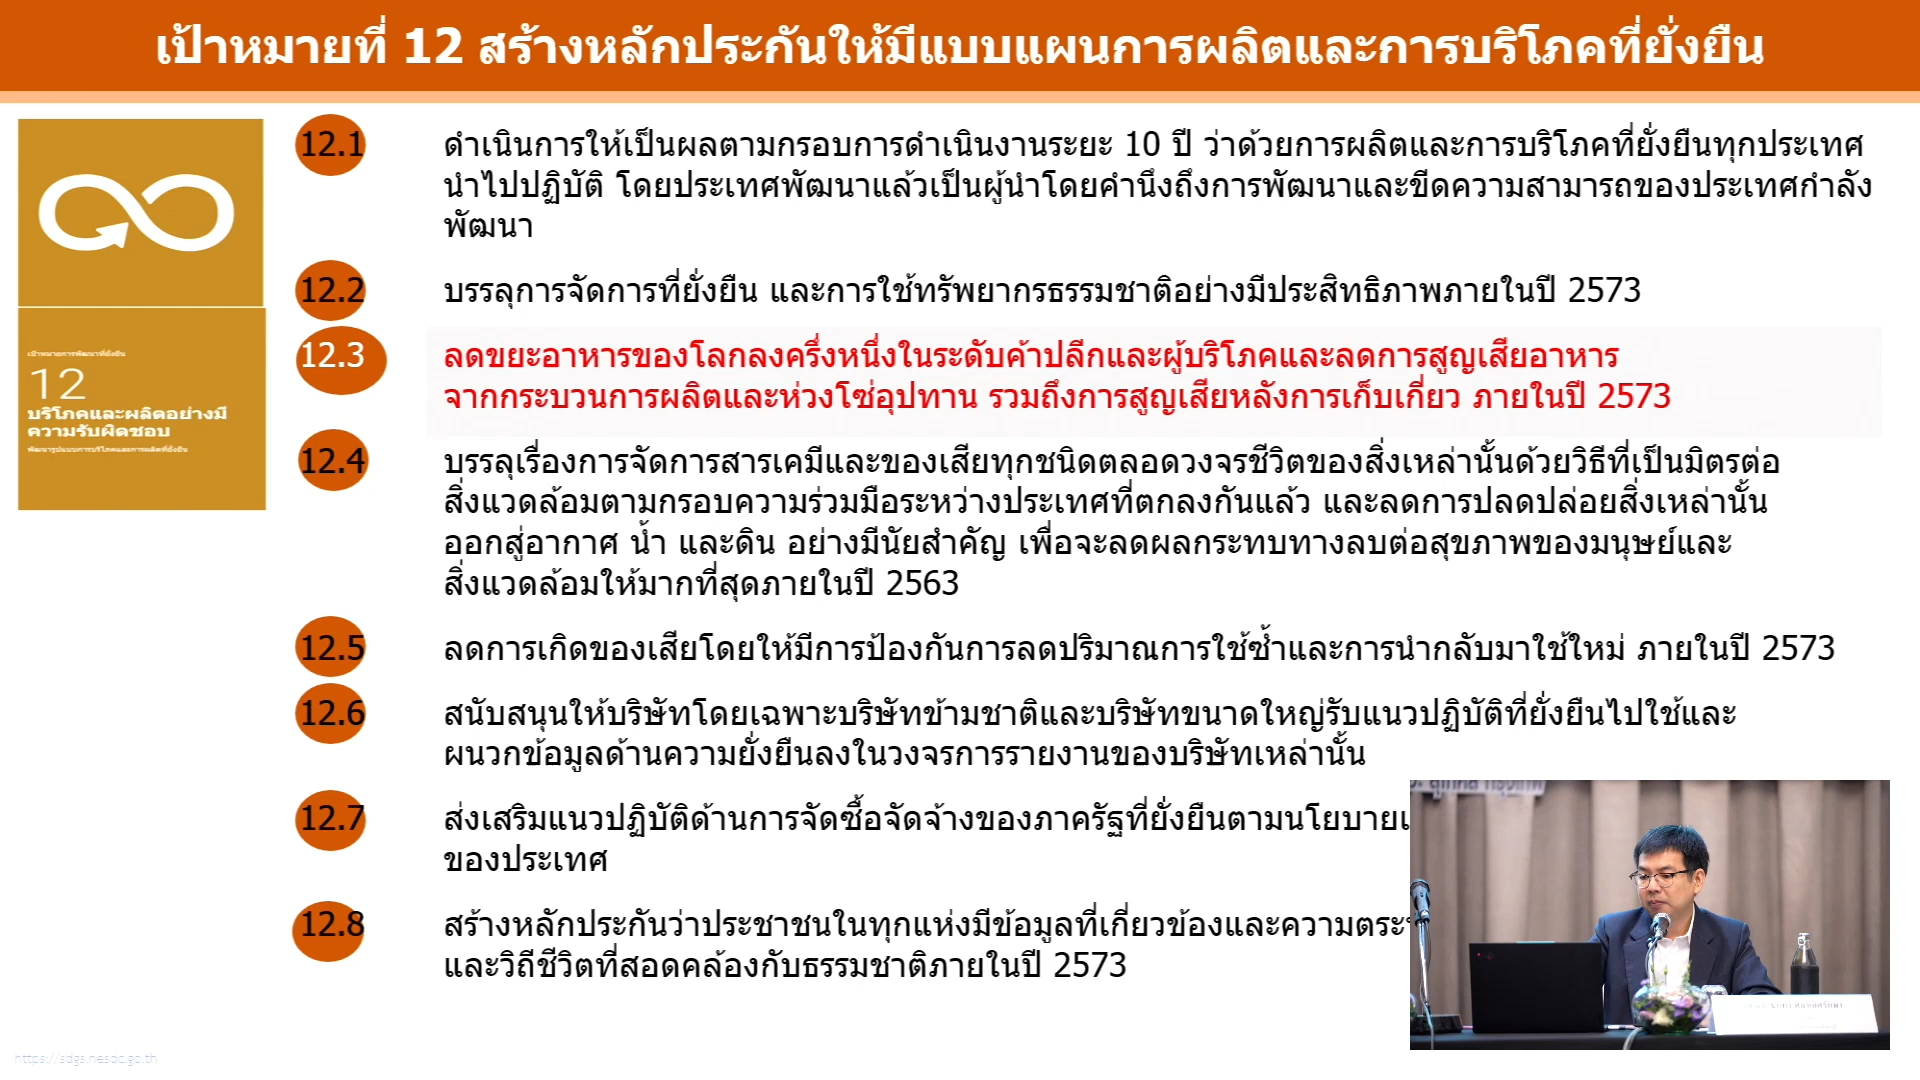 เป้าหมายที่ 12 สร้างหลักประกันให้มีแบบแผนการผลิตและการบริโภคที่ยั่งยืน
เป้าหมายการพัฒนาที่ยั่งยืน
12
บริโภคและผลิตอย่างมี
ความรับผิดชอบ
พัฒนารูปแบบการบริโภคและการผลิตที่ยั่งยืน
12.1
ดำเนินการให้เป็นผลตามกรอบการดำเนินงานระยะ 10 ปี ว่าด้วยการผลิตและการบริโภคที่ยั่งยืนทุกประเทศ
นำไปปฏิบัติ โดยประเทศพัฒนาแล้วเป็นผู้นำโดยคำนึงถึงการพัฒนาและขีดความสามารถของประเทศกำลัง
พัฒนา
12.2
บรรลุการจัดการที่ยั่งยืน และการใช้ทรัพยากรธรรมชาติอย่างมีประสิทธิภาพภายในปี 2573
12.3
ลดขยะอาหารของโลกลงครึ่งหนึ่งในระดับค้าปลีกและผู้บริโภคและลดการสูญเสียอาหาร
จากกระบวนการผลิตและห่วงโซ่อุปทาน รวมถึงการสูญเสียหลังการเก็บเกี่ยว ภายในปี 2573
12.4
บรรลุเรื่องการจัดการสารเคมีและของเสียทุกชนิดตลอดวงจรชีวิตของสิ่งเหล่านั้นด้วยวิธีที่เป็นมิตรต่อ
สิ่งแวดล้อมตามกรอบความร่วมมือระหว่างประเทศที่ตกลงกันแล้ว และลดการปลดปล่อยสิ่งเหล่านั้น
ออกสู่อากาศ น้ำ และดิน อย่างมีนัยสำคัญ เพื่อจะลดผลกระทบทางลบต่อสุขภาพของมนุษย์และ
สิ่งแวดล้อมให้มากที่สุดภายในปี 2563
12.5
ลดการเกิดของเสียโดยให้มีการป้องกันการลดปริมาณการใช้ซ้ำและการนำกลับมาใช้ใหม่ ภายในปี 2573
12.6
สนับสนุนให้บริษัทโดยเฉพาะบริษัทข้ามชาติและบริษัทขนาดใหญ่รับแนวปฏิบัติที่ยั่งยืนไปใช้และ
ผนวกข้อมูลด้านความยั่งยืนลงในวงจรการรายงานของบริษัทเหล่านั้น
12.7
ส่งเสริมแนวปฏิบัติด้านการจัดซื้อจัดจ้างของภาครัฐที่ยั่งยืนตามนโยบายแ
ของประเทศ
12.8
สร้างหลักประกันว่าประชาชนในทุกแห่งมีข้อมูลที่เกี่ยวข้องและความตระ
และวิถีชีวิตที่สอดคล้องกับธรรมชาติภายในปี 2573
https://sdgs.nesdc.go.th